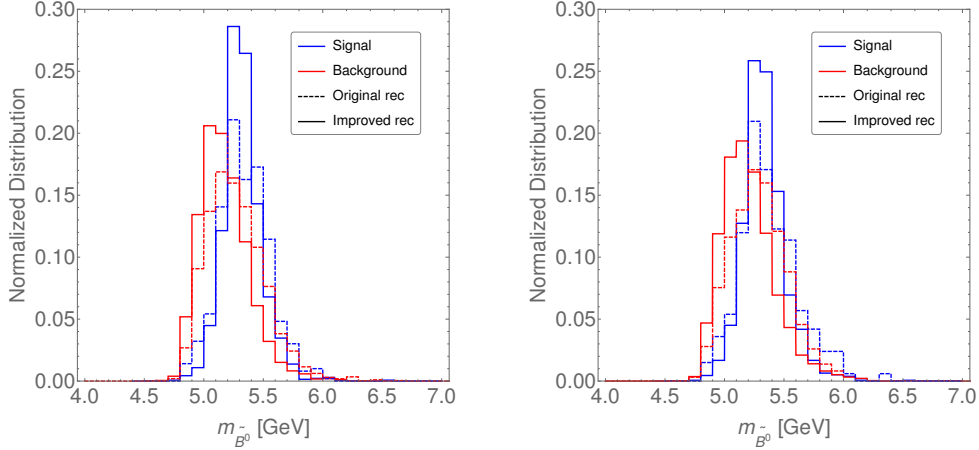 0.30
0.25
0.20
0.15
0.10
0.05
0.00
Normalized Distribution
Signal
Background
Original rec
Improved rec
4.0 4.5 5.0 5.5 6.0 6.5 7.0
m_{B̃⁰} [GeV]
0.30
0.25
0.20
0.15
0.10
0.05
0.00
Normalized Distribution
Signal
Background
Original rec
Improved rec
4.0 4.5 5.0 5.5 6.0 6.5 7.0
m_{B̃⁰} [GeV]